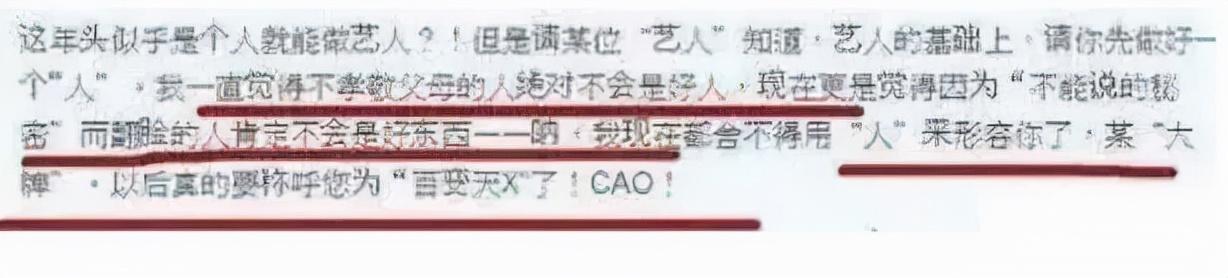 这年头似乎是个人就能做艺人？！但是请某位“艺人”知道，艺人的基础上，请你先做好一
个“人”，我一直觉得不孝敬父母的人绝对不会是好人，现在更是觉得因为“不能说的秘
密”而翻脸的人肯定不会是好东西——呐，我现在都舍不得用“人”来形容你了，某“大
牌”，以后真的要称呼您为“百变天X”了！CAO！